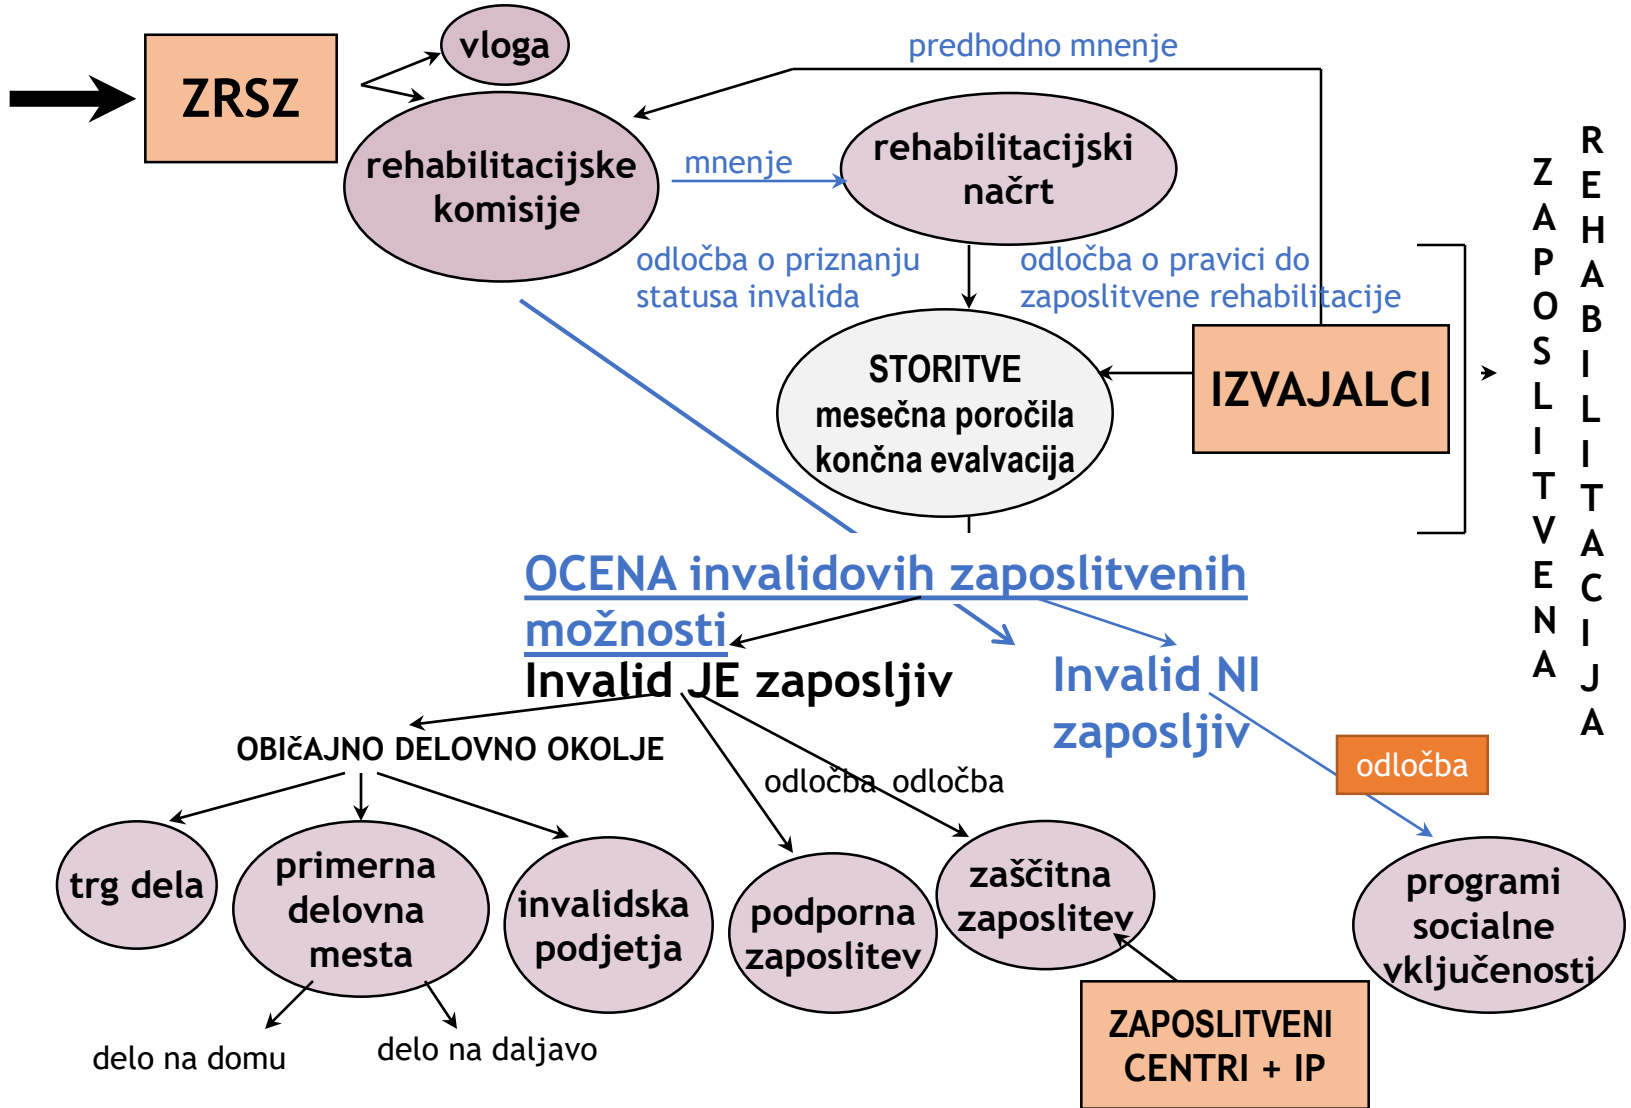 vloga
predhodno mnenje
ZRSZ
rehabilitacijske
komisije
mnenje
rehabilitacijski
načrt
odločba o priznanju
statusa invalida
odločba o pravici do
zaposlitvene rehabilitacije
STORITVE
mesečna poročila
končna evalvacija
IZVAJALCI
ZAPOSLITVENA
REHABILITACIJA
OCENA invalidovih zaposlitvenih
možnosti
Invalid JE zaposljiv
Invalid NI
zaposljiv
OBIčAJNO DELOVNO OKOLJE
odločba
odločba
odločba
trg dela
primerna
delovna
mesta
invalidska
podjetja
podporna
zaposlitev
zaščitna
zaposlitev
programi
socialne
vključenosti
delo na domu
delo na daljavo
ZAPOSLITVENI
CENTRI + IP